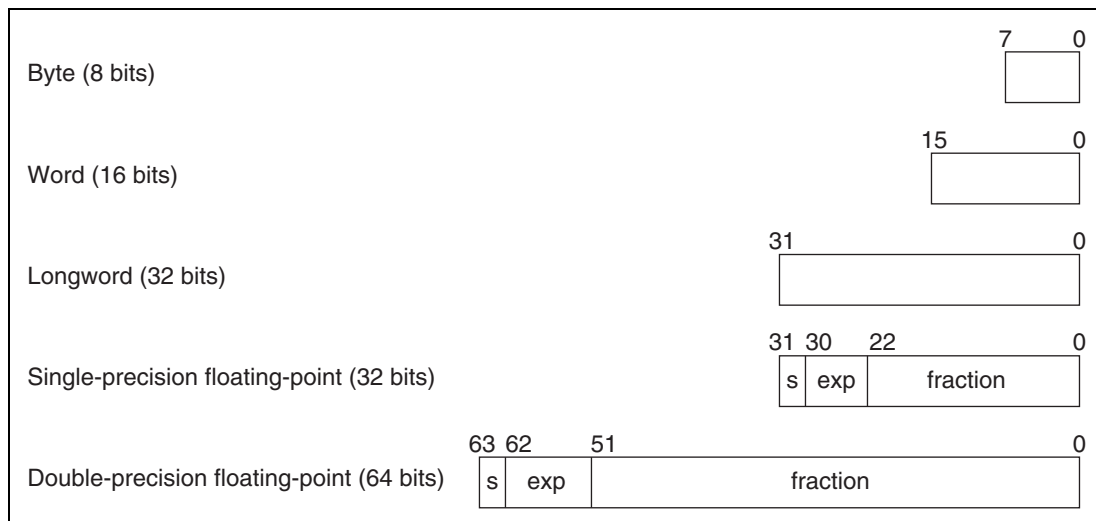 7 0
Byte (8 bits)
15 0
Word (16 bits)
31 0
Longword (32 bits)
31 30 22 0
Single-precision floating-point (32 bits) s exp fraction
63 62 51 0
Double-precision floating-point (64 bits) s exp fraction